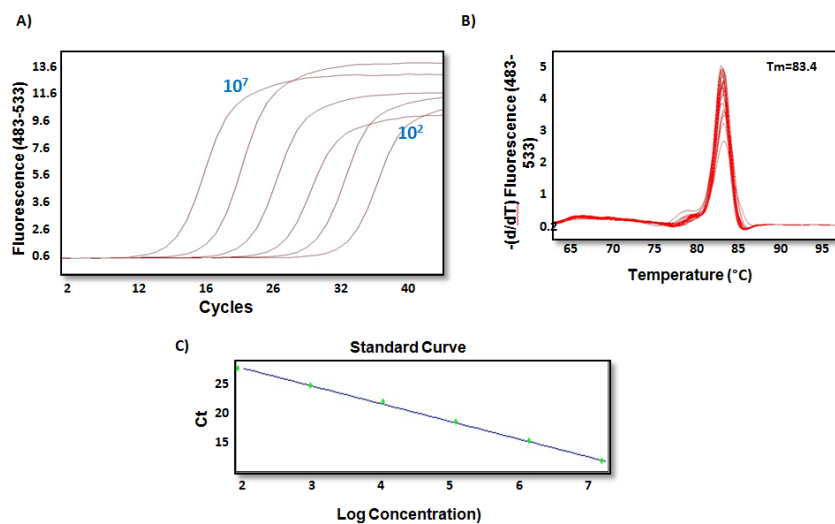 A)
Fluorescence (483-533)
13.6
11.6
9.6
7.6
5.6
3.6
2.6
0.6
10⁷
10²
2 12 16 26 32 40
Cycles
B)
-(d/dT) Fluorescence (483-
533)
5
4
3
2
1
0.2
Tm=83.4
65 70 75 80 85 90 95
Temperature (°C)
C)
Standard Curve
Ct
25
20
15
2 3 4 5 6 7
Log Concentration)